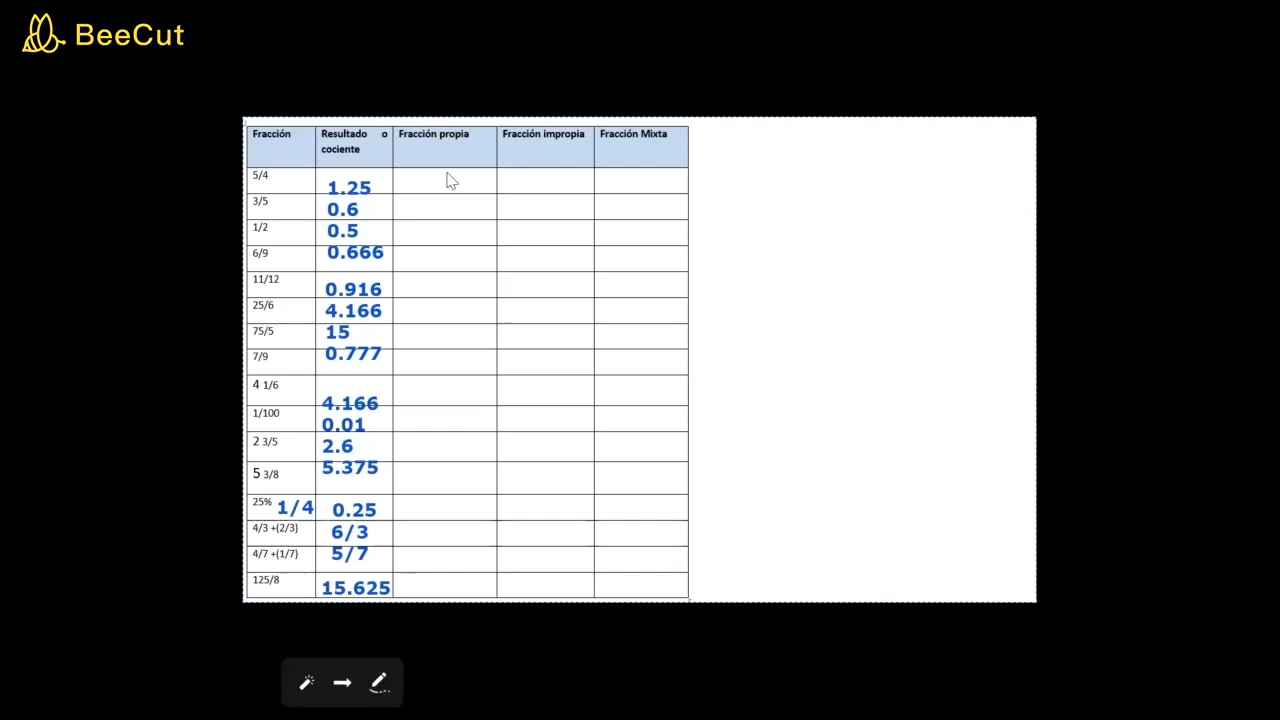 BeeCut
Fracción Resultado o cociente Fracción propia Fracción impropia Fracción Mixta
5/4 1.25
3/5 0.6
1/2 0.5
6/9 0.666
11/12 0.916
25/6 4.166
75/5 15
7/9 0.777
4 1/6 4.166
1/100 0.01
2 3/5 2.6
5 3/8 5.375
25% 1/4 0.25
4/3 +(2/3) 6/3
4/7 +(1/7) 5/7
125/8 15.625